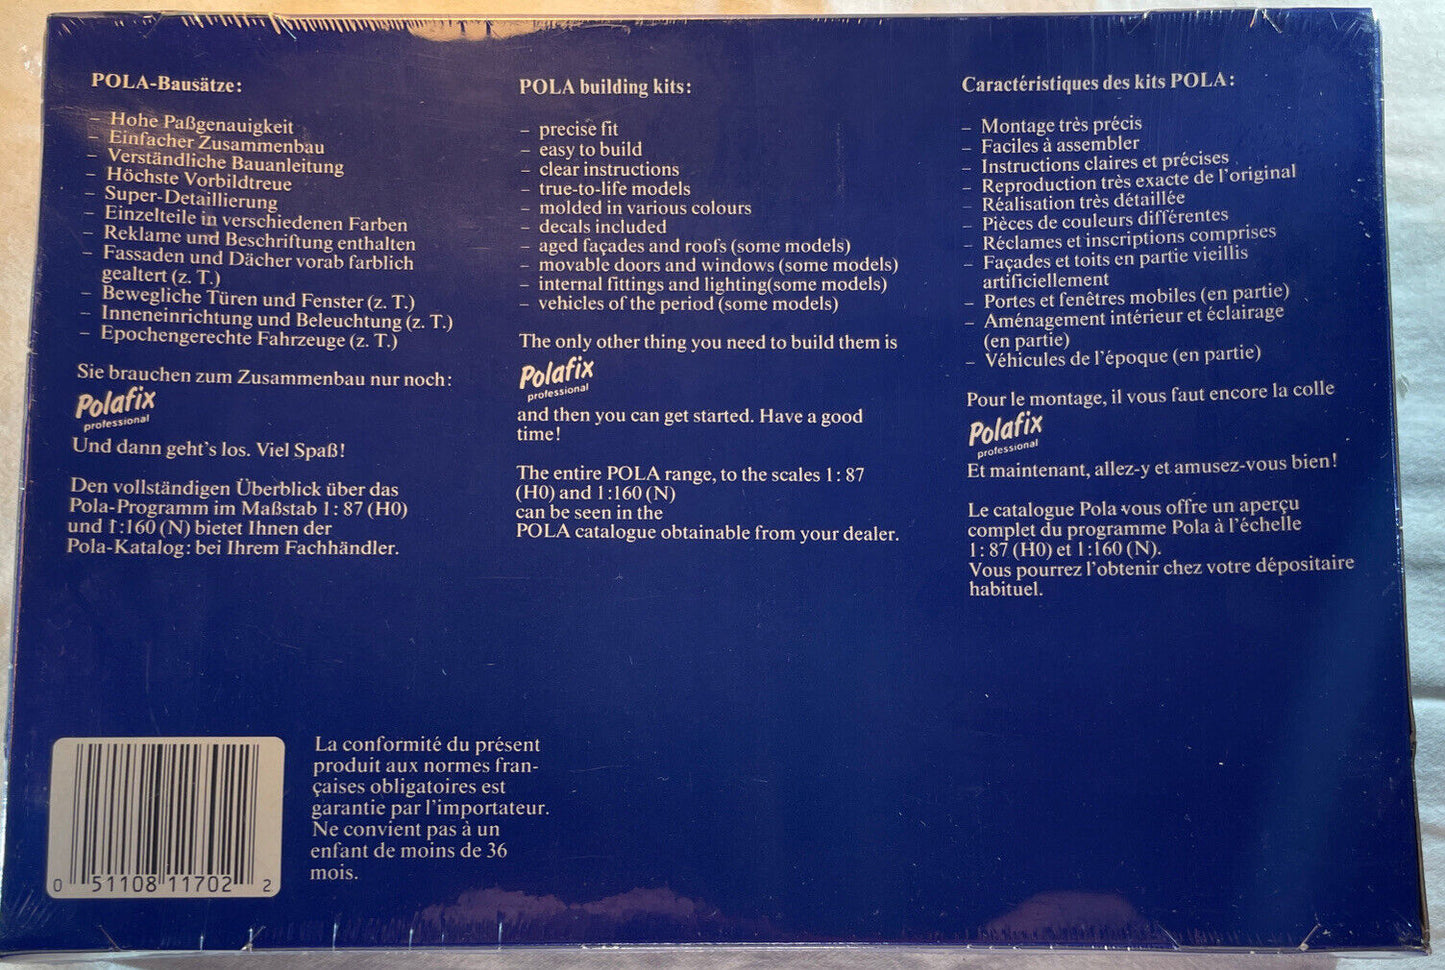 POLA-Bausätze:
– Hohe Paßgenauigkeit
– Einfacher Zusammenbau
– Verständliche Bauanleitung
– Höchste Vorbildtreue
– Super-Detaillierung
– Einzelteile in verschiedenen Farben
– Reklame und Beschriftung enthalten
– Fassaden und Dächer vorab farblich
gealtert (z. T.)
– Bewegliche Türen und Fenster (z. T.)
– Inneneinrichtung und Beleuchtung (z. T.)
– Epochengerechte Fahrzeuge (z. T.)
Sie brauchen zum Zusammenbau nur noch:
Polafix
professional
Und dann geht's los. Viel Spaß!
Den vollständigen Überblick über das
Pola-Programm im Maßstab 1: 87 (H0)
und 1:160 (N) bietet Ihnen der
Pola-Katalog: bei Ihrem Fachhändler.
POLA building kits:
– precise fit
– easy to build
– clear instructions
– true-to-life models
– molded in various colours
– decals included
– aged façades and roofs (some models)
– movable doors and windows (some models)
– internal fittings and lighting(some models)
– vehicles of the period (some models)
The only other thing you need to build them is
Polafix
professional
and then you can get started. Have a good
time!
The entire POLA range, to the scales 1: 87
(H0) and 1:160 (N)
can be seen in the
POLA catalogue obtainable from your dealer.
Caractéristiques des kits POLA:
– Montage très précis
– Faciles à assembler
– Instructions claires et précises
– Reproduction très exacte de l'original
– Réalisation très détaillée
– Pièces de couleurs différentes
– Réclames et inscriptions comprises
– Façades et toits en partie vieillis
artificiellement
– Portes et fenêtres mobiles (en partie)
– Aménagement intérieur et éclairage
(en partie)
– Véhicules de l'époque (en partie)
Pour le montage, il vous faut encore la colle
Polafix
professional
Et maintenant, allez-y et amusez-vous bien!
Le catalogue Pola vous offre un aperçu
complet du programme Pola à l'échelle
1: 87 (H0) et 1:160 (N).
Vous pourrez l'obtenir chez votre dépositaire
habituel.
0 51108 11702 2
La conformité du présent
produit aux normes fran-
çaises obligatoires est
garantie par l'importateur.
Ne convient pas à un
enfant de moins de 36
mois.